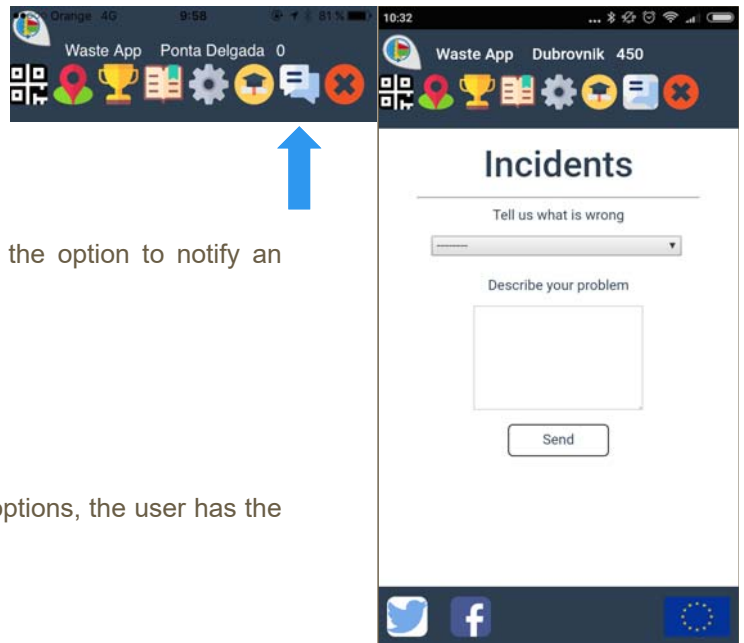 Orange 4G 9:58 81%
Waste App Ponta Delgada 0
the option to notify an
options, the user has the
10:32
Waste App Dubrovnik 450
Incidents
Tell us what is wrong
---------
Describe your problem
Send